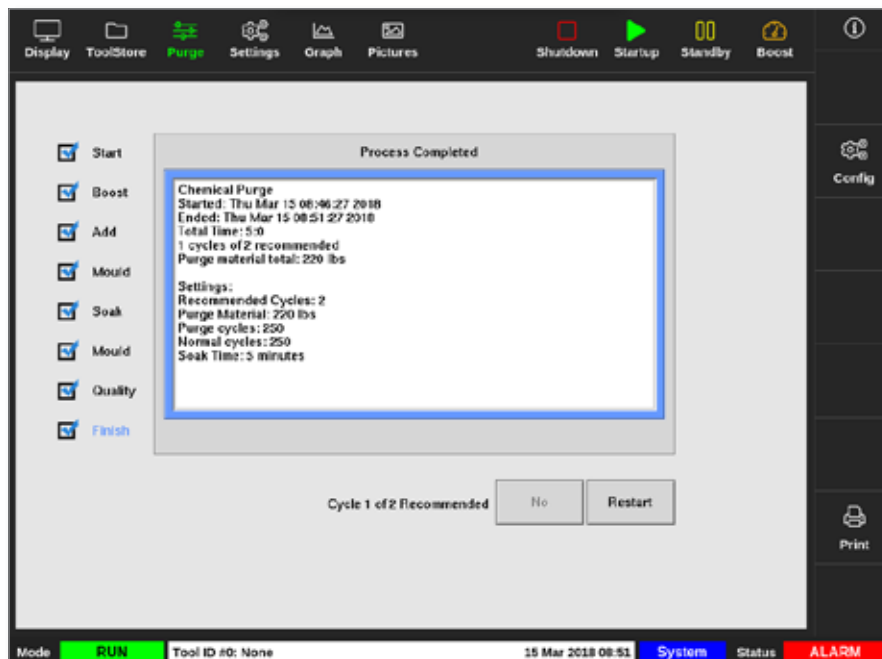 Display ToolStore Purge Settings Graph Pictures Shutdown Startup Standby Boost
Config
Print
Start
Boost
Add
Mould
Soak
Mould
Quality
Finish
Process Completed
Chemical Purge
Started: Thu Mar 15 08:46:27 2018
Ended: Thu Mar 15 08:51:27 2018
Total Time: 5:0
1 cycles of 2 recommended
Purge material total: 220 lbs
Settings:
Recommended Cycles: 2
Purge Material: 220 lbs
Purge cycles: 250
Normal cycles: 250
Soak Time: 5 minutes
Cycle 1 of 2 Recommended No Restart
Mode RUN Tool ID #0: None 15 Mar 2018 08:51 System Status ALARM